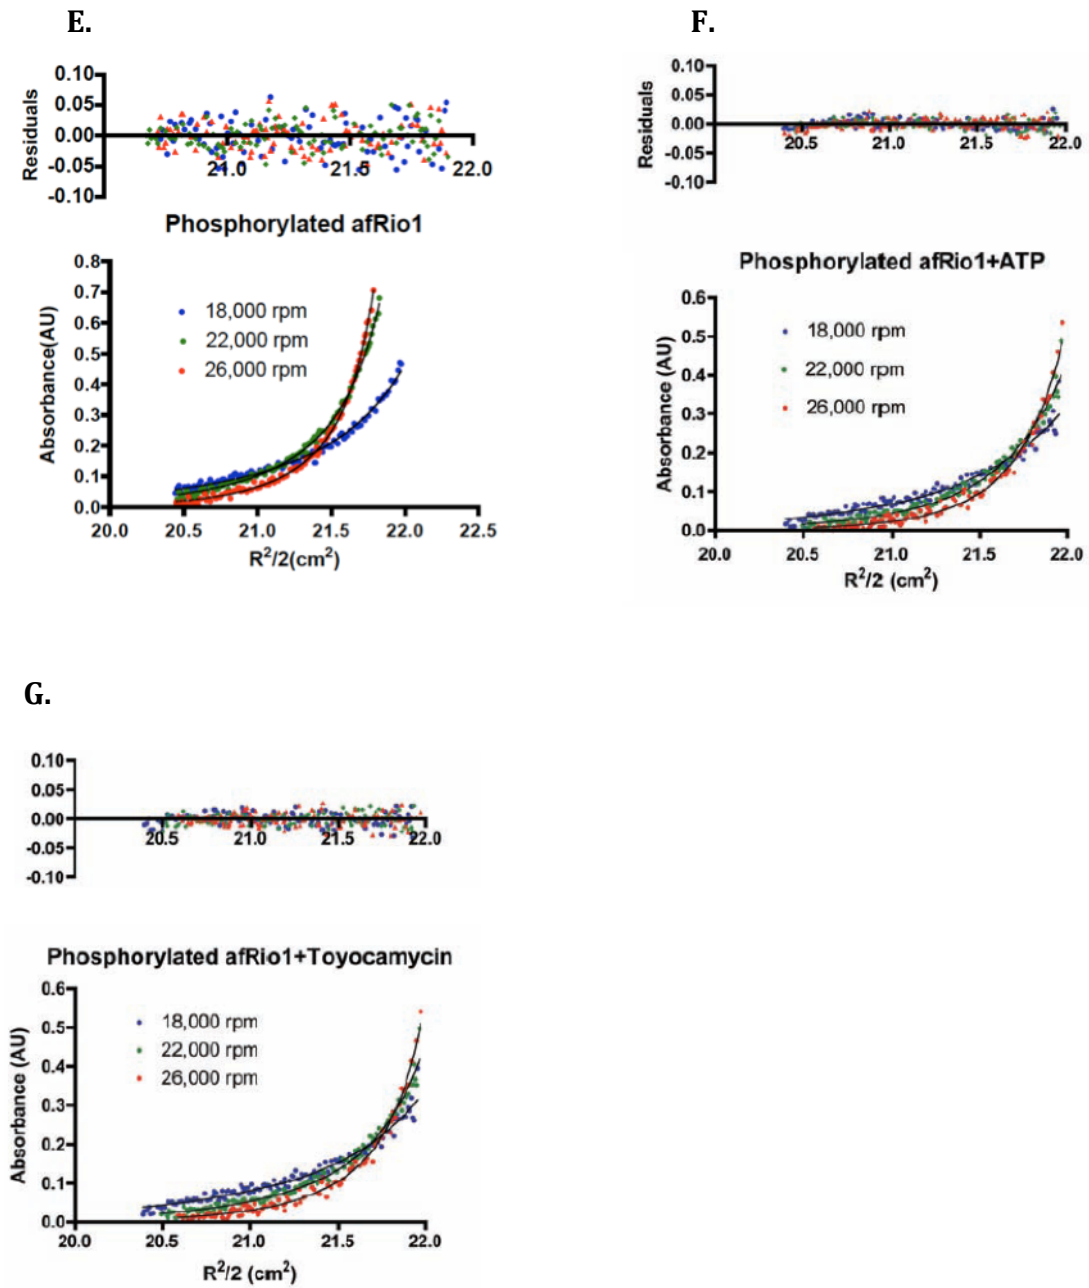 E.
0.10
0.05
0.00
-0.05
-0.10
Residuals
21.0
21.5
22.0
Phosphorylated afRio1
0.8
0.7
0.6
0.5
0.4
0.3
0.2
0.1
0.0
Absorbance(AU)
18,000 rpm
22,000 rpm
26,000 rpm
20.0 20.5 21.0 21.5 22.0 22.5
R²/2(cm²)
F.
0.10
0.05
0.00
-0.05
-0.10
Residuals
20.5 21.0 21.5 22.0
Phosphorylated afRio1+ATP
0.6
0.5
0.4
0.3
0.2
0.1
0.0
Absorbance (AU)
18,000 rpm
22,000 rpm
26,000 rpm
20.0 20.5 21.0 21.5 22.0
R²/2 (cm²)
G.
0.10
0.05
0.00
-0.05
-0.10
20.5 21.0 21.5 22.0
Phosphorylated afRio1+Toyocamycin
0.6
0.5
0.4
0.3
0.2
0.1
0.0
Absorbance (AU)
18,000 rpm
22,000 rpm
26,000 rpm
20.0 20.5 21.0 21.5 22.0
R²/2 (cm²)